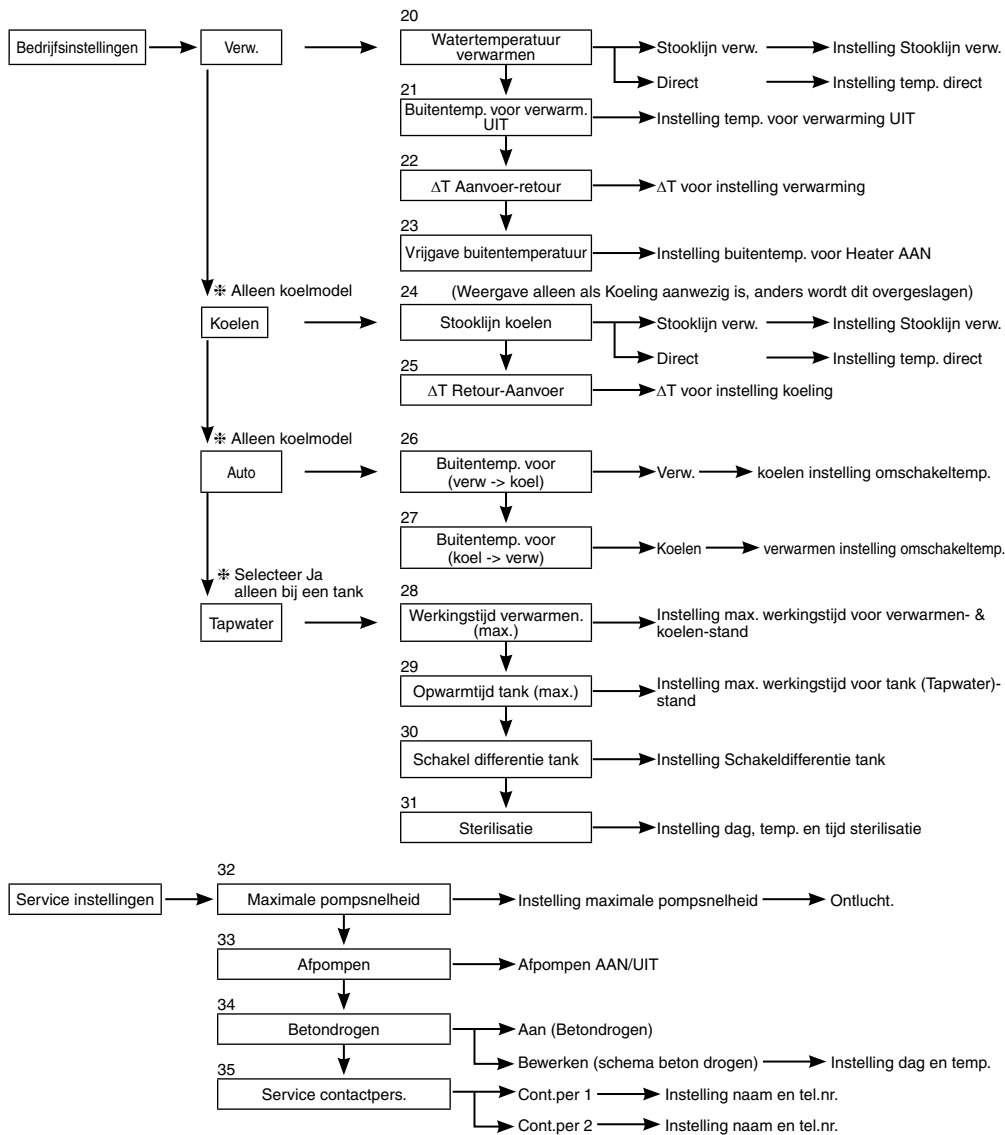 20
Bedrijfsinstellingen
Verw.
Watertemperatuur
verwarmen
Stooklijn verw.
Instelling Stooklijn verw.
Direct
Instelling temp. direct
21
Buitentemp. voor verwarm.
UIT
Instelling temp. voor verwarming UIT
22
∆T Aanvoer-retour
∆T voor instelling verwarming
23
Vrijgave buitentemperatuur
Instelling buitentemp. voor Heater AAN
❉ Alleen koelmodel
24
(Weergave alleen als Koeling aanwezig is, anders wordt dit overgeslagen)
Koelen
Stooklijn koelen
Stooklijn verw.
Instelling Stooklijn verw.
Direct
Instelling temp. direct
25
∆T Retour-Aanvoer
∆T voor instelling koeling
❉ Alleen koelmodel
26
Auto
Buitentemp. voor
(verw -> koel)
Verw.
koelen instelling omschakeltemp.
27
Buitentemp. voor
(koel -> verw)
Koelen
verwarmen instelling omschakeltemp.
❉ Selecteer Ja
alleen bij een tank
28
Tapwater
Werkingstijd verwarmen.
(max.)
Instelling max. werkingstijd voor verwarmen- &
koelen-stand
29
Opwarmtijd tank (max.)
Instelling max. werkingstijd voor tank (Tapwater)-
stand
30
Schakel differentie tank
Instelling Schakeldifferentie tank
31
Sterilisatie
Instelling dag, temp. en tijd sterilisatie
32
Service instellingen
Maximale pompsnelheid
Instelling maximale pompsnelheid
Ontlucht.
33
Afpompen
Afpompen AAN/UIT
34
Betondrogen
Aan (Betondrogen)
Bewerken (schema beton drogen)
Instelling dag en temp.
35
Service contactpers.
Cont.per 1
Instelling naam en tel.nr.
Cont.per 2
Instelling naam en tel.nr.